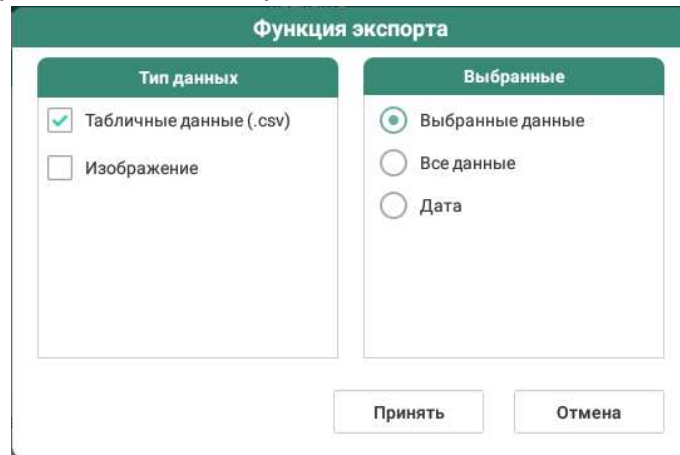 Функция экспорта
Тип данных
Табличные данные (.csv)
Изображение
Выбранные
Выбранные данные
Все данные
Дата
Принять
Отмена